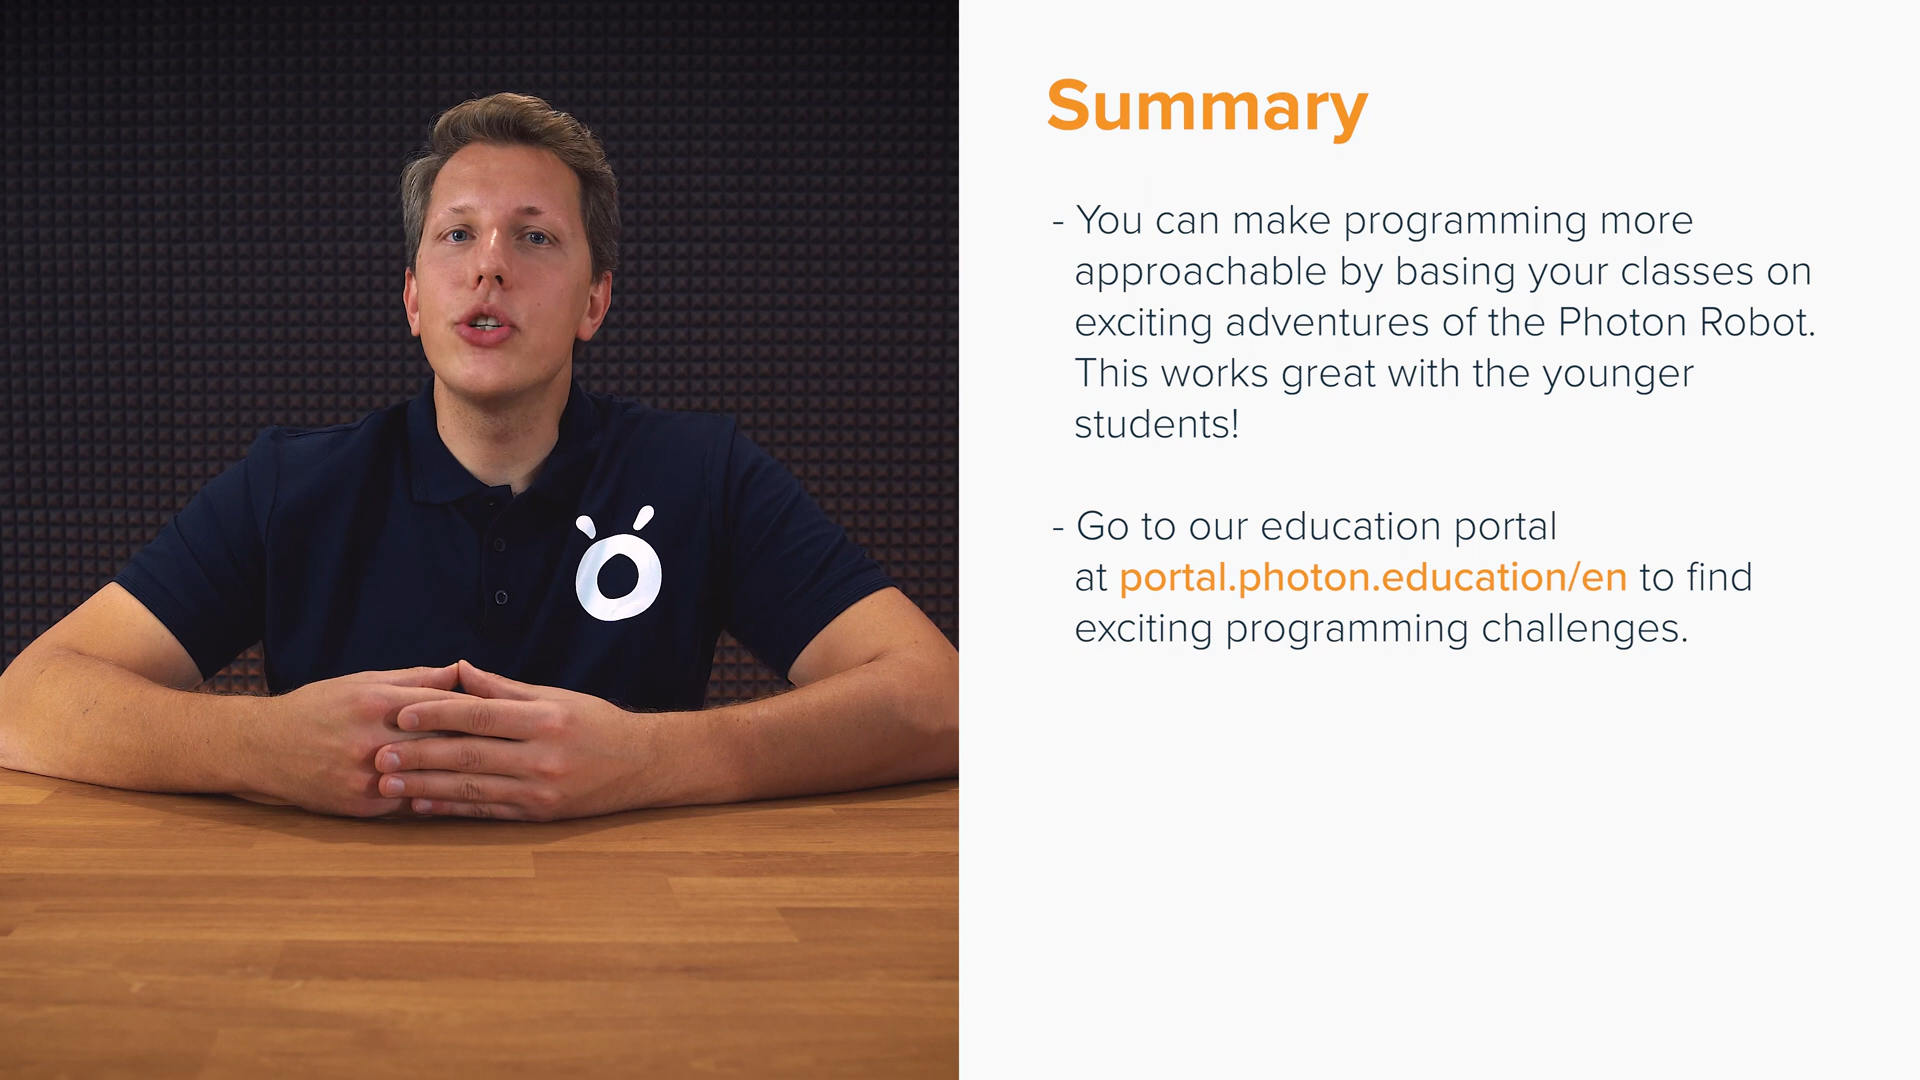 Summary
- You can make programming more
approachable by basing your classes on
exciting adventures of the Photon Robot.
This works great with the younger
students!
- Go to our education portal
at portal.photon.education/en to find
exciting programming challenges.